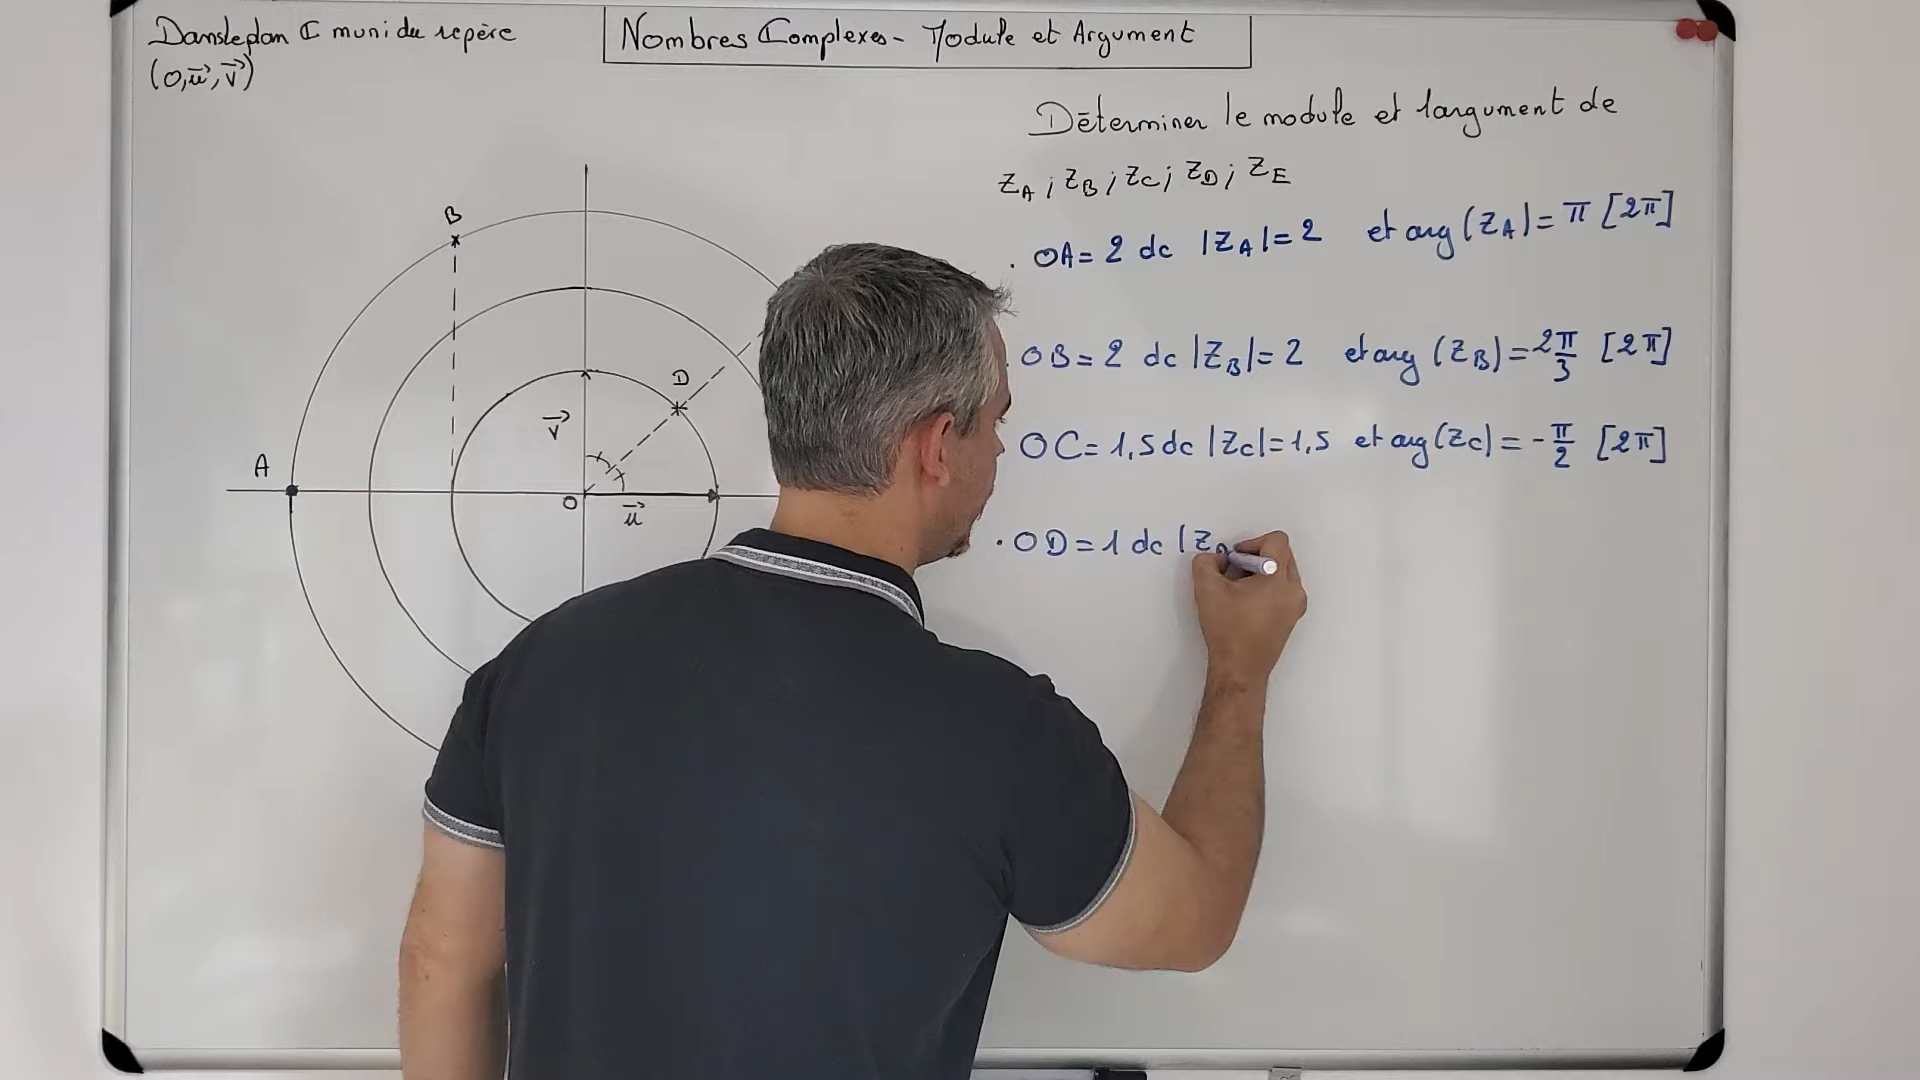 Dans le plan ℂ muni du repère
(O, u⃗, v⃗)
Nombres Complexes - Module et Argument
Déterminer le module et l'argument de
z_A ; z_B ; z_C ; z_D ; z_E
. OA = 2 dc |z_A| = 2 et arg (z_A) = π [2π]
. OB = 2 dc |z_B| = 2 et arg (z_B) = 2π/3 [2π]
OC = 1,5 dc |z_C| = 1,5 et arg (z_C) = -π/2 [2π]
. OD = 1 dc |z_D
B
D
v⃗
A
O
u⃗